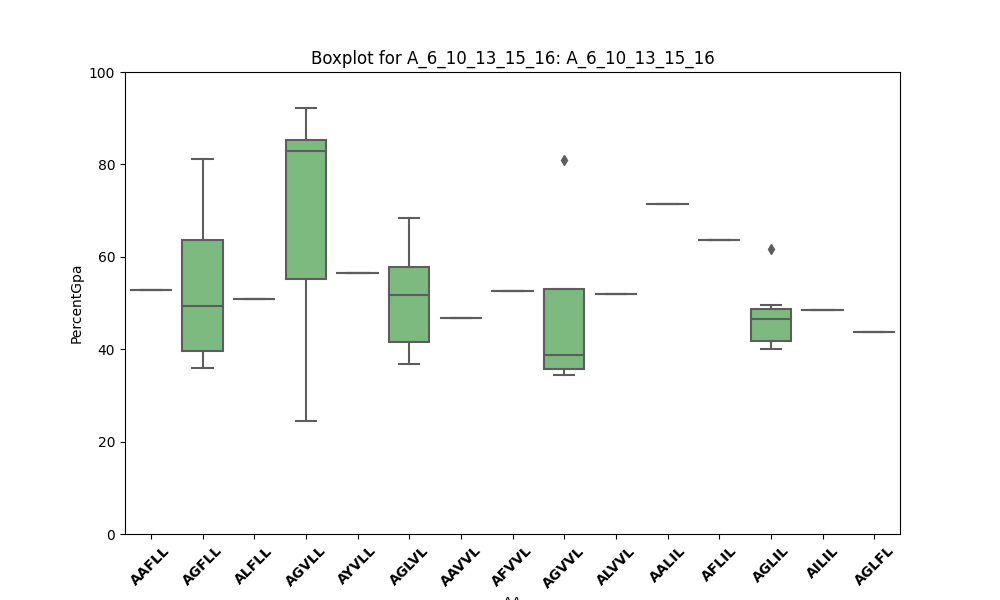 Boxplot for A_6_10_13_15_16: A_6_10_13_15_16
100
80
60
40
20
0
PercentGpa
AAFLL AGFLL ALFLL AGVLL AYVLL AGLVL AAVVL AFVVL AGVVL ALVVL AALIL AFLIL AGLIL AILIL AGLFL